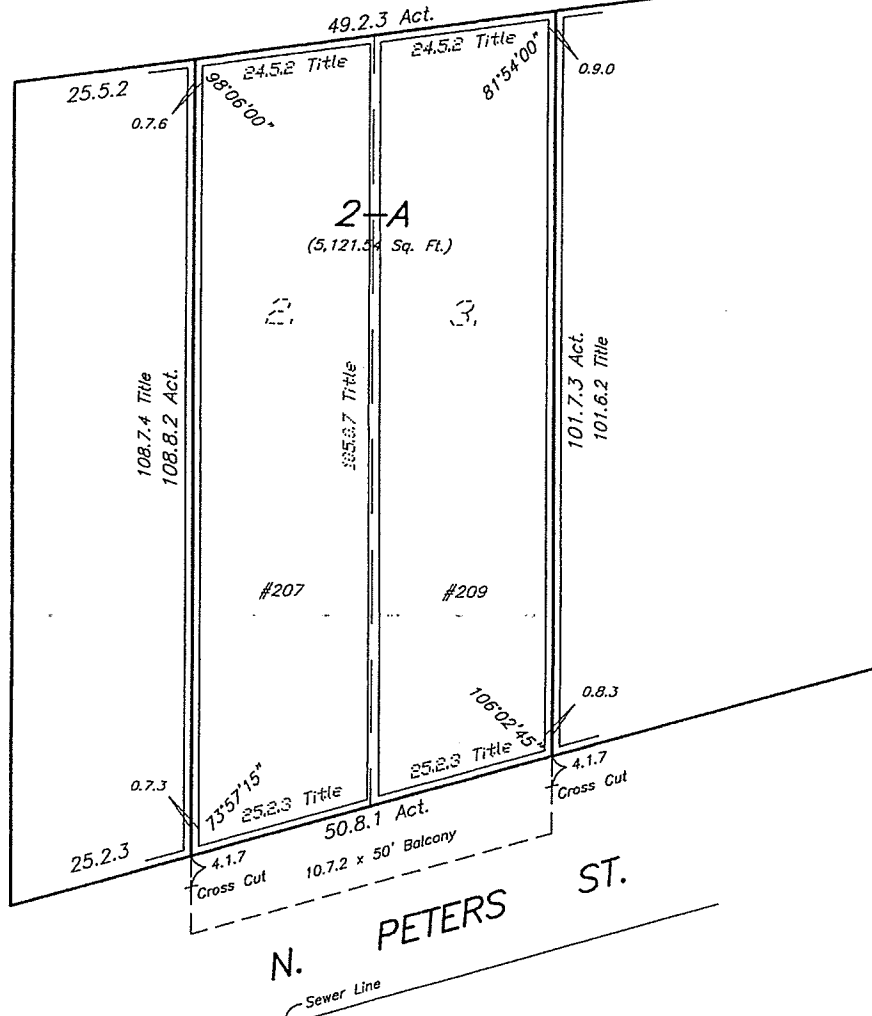 49.2.3 Act.
25.5.2
24.5.2 Title
24.5.2 Title
0.7.6
98°06'00"
81°54'00"
0.9.0
2-A
(5,121.54 Sq. Ft.)
2.
3.
108.7.4 Title
108.8.2 Act.
Title
101.7.3 Act.
101.6.2 Title
#207
#209
0.7.3
73°57'15"
106°02'45"
0.8.3
25.2.3 Title
25.2.3 Title
25.2.3
50.8.1 Act.
4.1.7
Cross Cut
4.1.7
Cross Cut
10.7.2 x 50' Balcony
N. PETERS ST.
Sewer Line